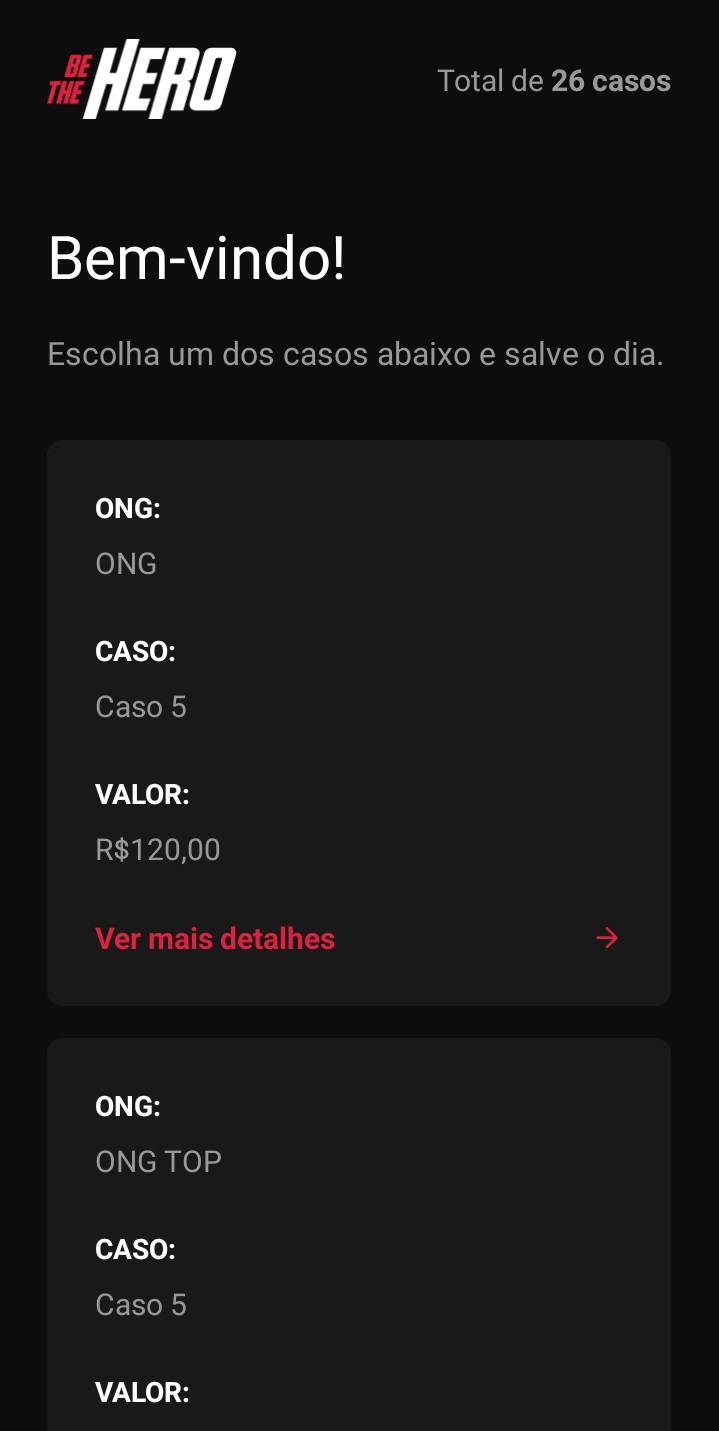 BE
THE HERO
Total de 26 casos
Bem-vindo!
Escolha um dos casos abaixo e salve o dia.
ONG:
ONG
CASO:
Caso 5
VALOR:
R$120,00
Ver mais detalhes →
ONG:
ONG TOP
CASO:
Caso 5
VALOR: